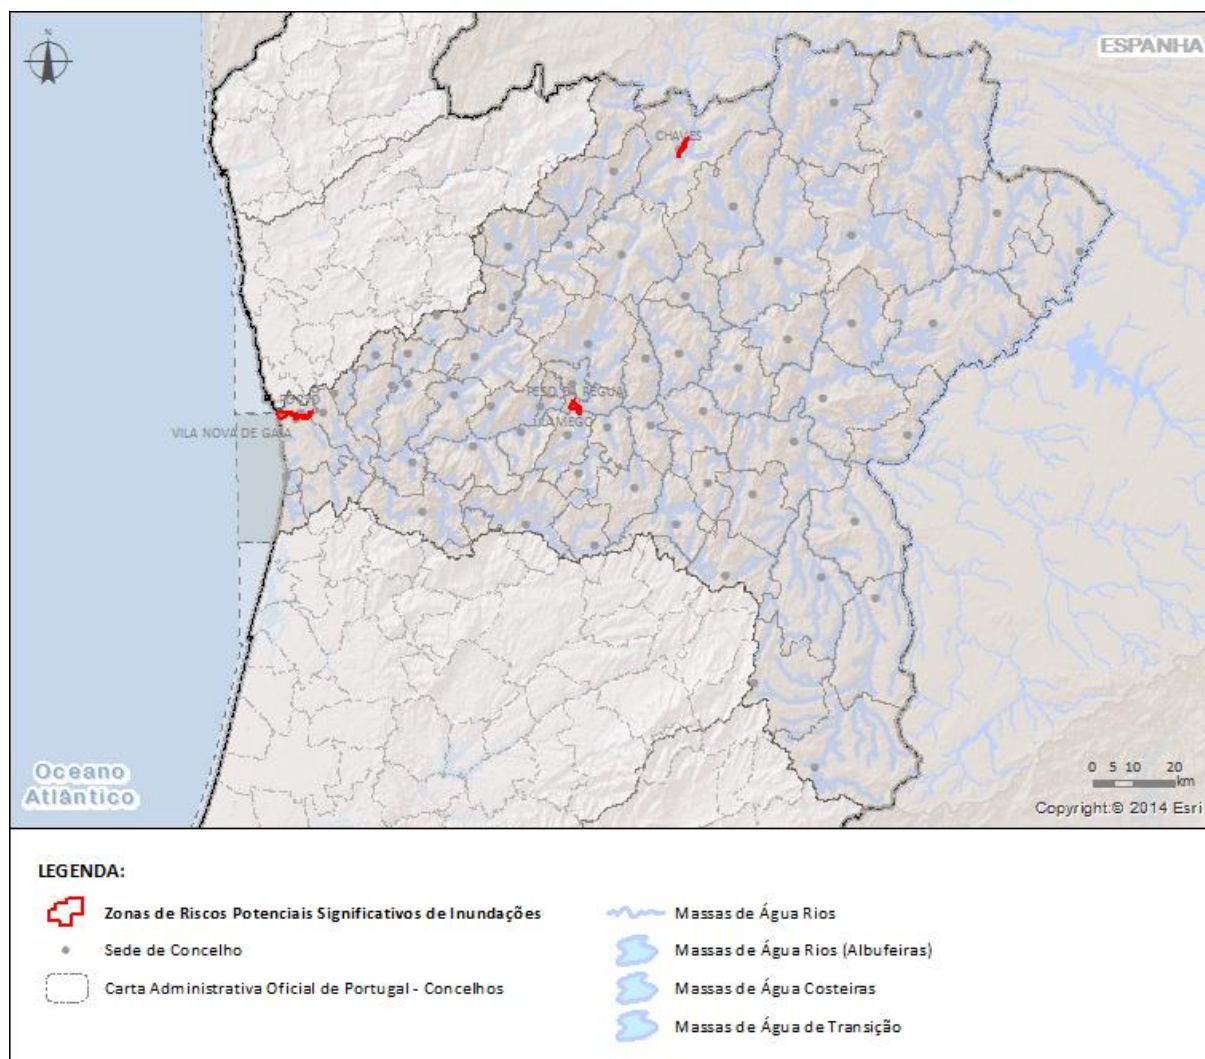 N
ESPANHA
CHAVES
PESO DA RÉGUA
PORTO
LAMEGO
VILA NOVA DE GAIA
Oceano
Atlântico
0 5 10 20
km
Copyright:© 2014 Esri
LEGENDA:
Zonas de Riscos Potenciais Significativos de Inundações
Sede de Concelho
Carta Administrativa Oficial de Portugal - Concelhos
Massas de Água Rios
Massas de Água Rios (Albufeiras)
Massas de Água Costeiras
Massas de Água de Transição